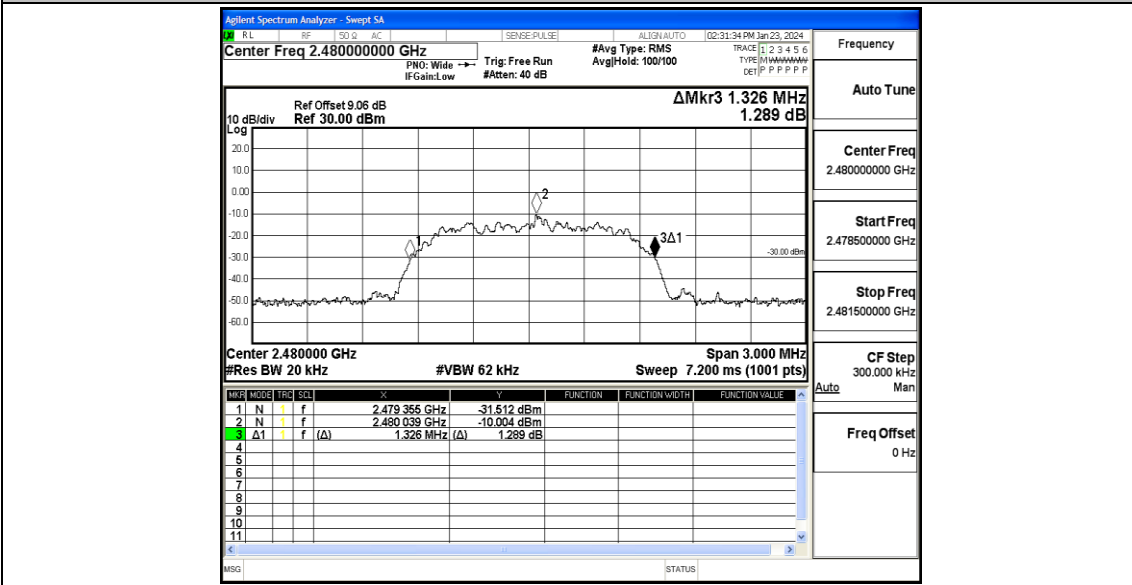 Agilent Spectrum Analyzer - Swept SA
RL RF 50 Ω AC SENSE:PULSE ALIGN AUTO 02:31:34 PM Jan 23, 2024
Center Freq 2.480000000 GHz
PNO: Wide
IFGain:Low
Trig: Free Run
#Atten: 40 dB
#Avg Type: RMS
Avg|Hold: 100/100
TRACE 1 2 3 4 5 6
TYPE M
DET P P P P P P
Frequency
Auto Tune
Center Freq
2.480000000 GHz
Start Freq
2.478500000 GHz
Stop Freq
2.481500000 GHz
CF Step
300.000 kHz
Auto Man
Freq Offset
0 Hz
ΔMkr3 1.326 MHz
1.289 dB
Ref Offset 9.06 dB
10 dB/div Ref 30.00 dBm
Log
20.0
10.0
0.00
-10.0
-20.0
-30.0
-40.0
-50.0
-60.0
1
2
3Δ1
-30.00 dBm
Center 2.480000 GHz Span 3.000 MHz
#Res BW 20 kHz #VBW 62 kHz Sweep 7.200 ms (1001 pts)
MKR MODE TRC SCL X Y FUNCTION FUNCTION WIDTH FUNCTION VALUE
1 N 1 f 2.479 355 GHz -31.512 dBm
2 N 1 f 2.480 039 GHz -10.004 dBm
3 Δ1 1 f (Δ) 1.326 MHz (Δ) 1.289 dB
4
5
6
7
8
9
10
11
MSG STATUS